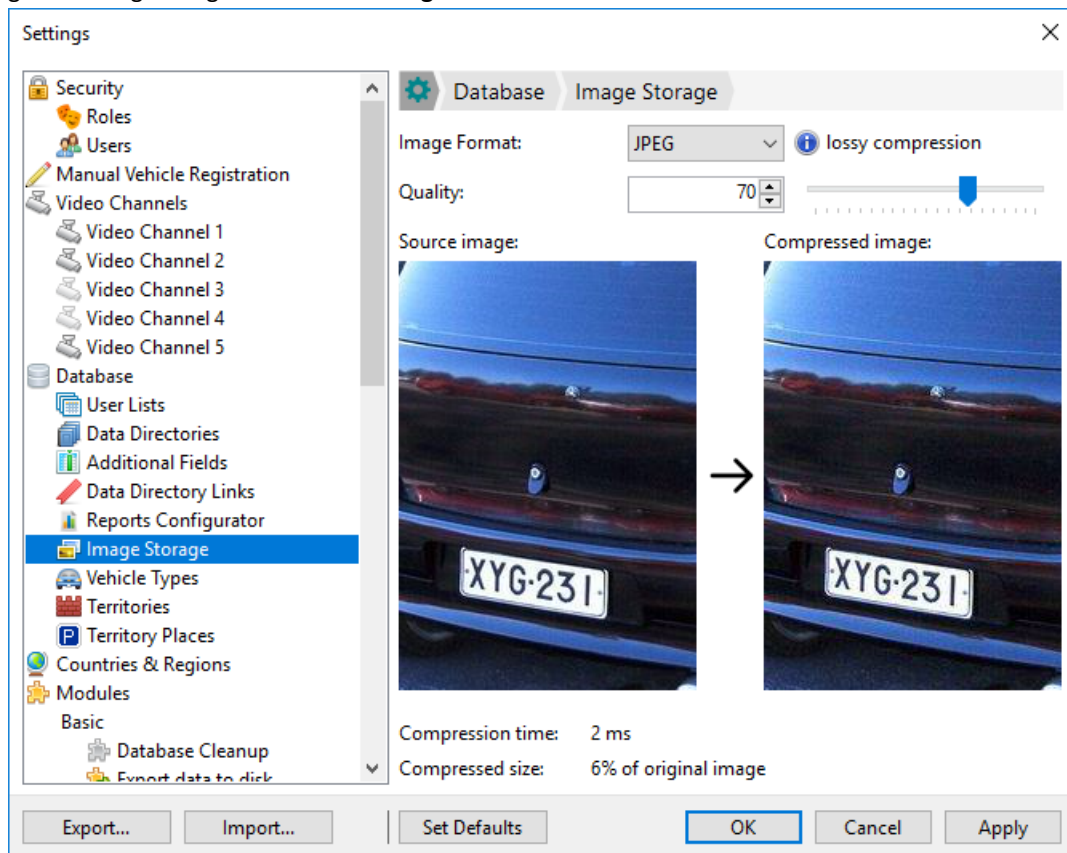 Settings
Security
Roles
Users
Manual Vehicle Registration
Video Channels
Video Channel 1
Video Channel 2
Video Channel 3
Video Channel 4
Video Channel 5
Database
User Lists
Data Directories
Additional Fields
Data Directory Links
Reports Configurator
Image Storage
Vehicle Types
Territories
Territory Places
Countries & Regions
Modules
Basic
Database Cleanup
Export data to disk
Database Image Storage
Image Format: JPEG lossy compression
Quality: 70
Source image: Compressed image:
XYG·231 XYG·231
Compression time: 2 ms
Compressed size: 6% of original image
Export... Import... Set Defaults OK Cancel Apply